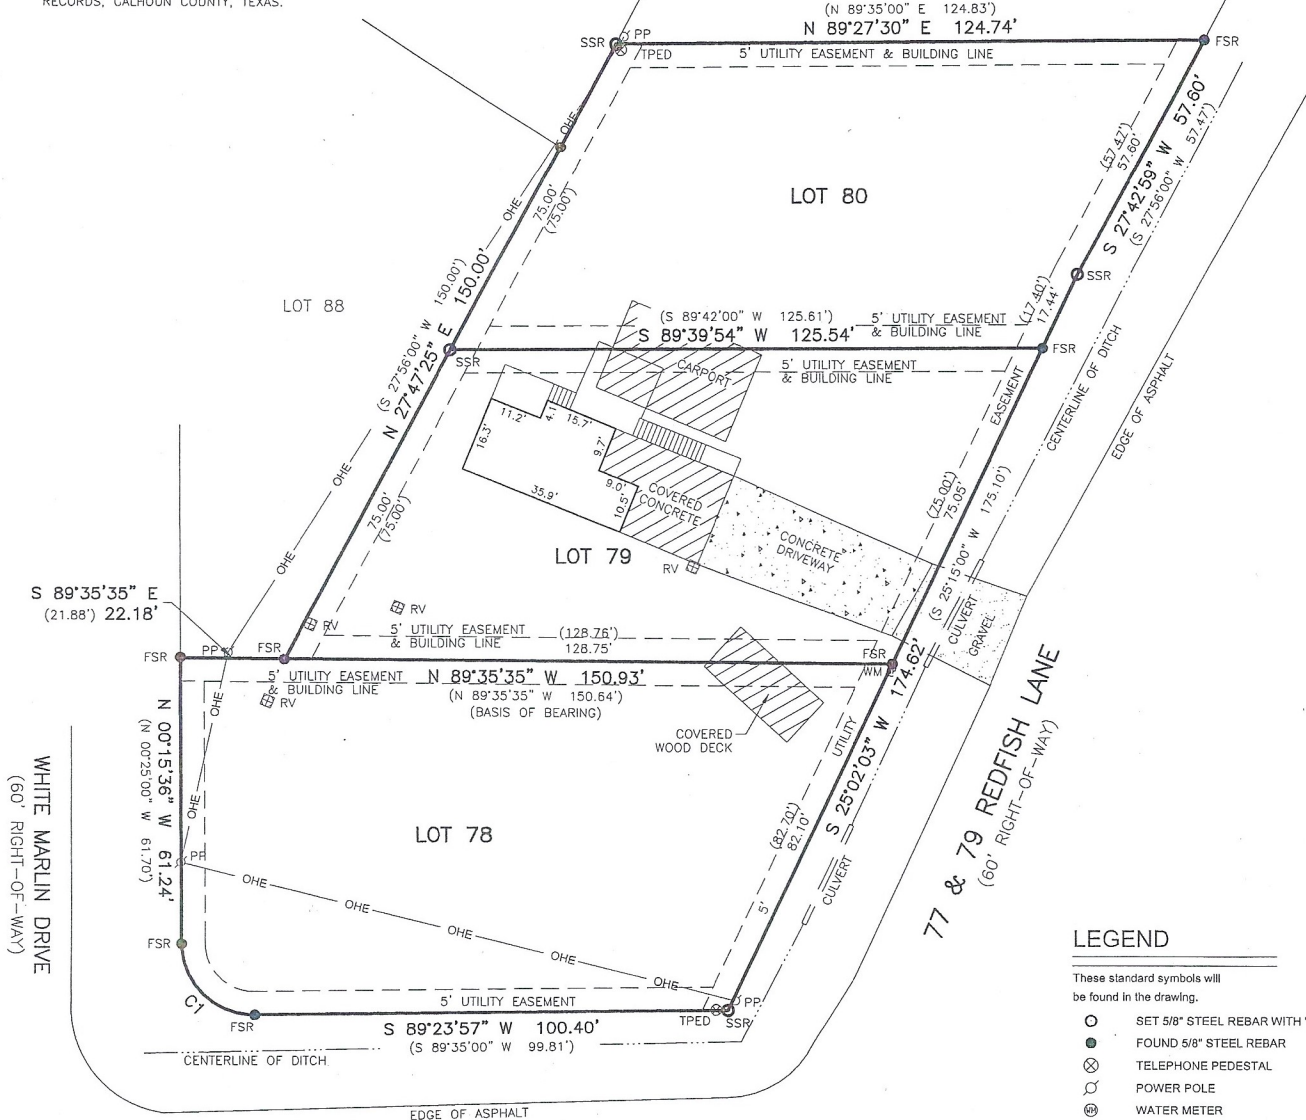 RECORDS, CALHOUN COUNTY, TEXAS.
(N 89°35'00" E 124.83')
N 89°27'30" E 124.74'
SSR
PP
TPED
5' UTILITY EASEMENT & BUILDING LINE
FSR
OHE
S 27°42'59" W 57.60'
(S 27°56'00" W 57.47')
(57.47')
57.60'
LOT 80
75.00'
(75.00')
OHE
LOT 88
(S 27°56'00" W 150.00')
N 27°47'25" E 150.00'
SSR
(17.40')
17.44'
(S 89°42'00" W 125.61')
S 89°39'54" W 125.54'
5' UTILITY EASEMENT
& BUILDING LINE
SSR
FSR
5' UTILITY EASEMENT
& BUILDING LINE
CARPORT
CENTERLINE OF DITCH
EDGE OF ASPHALT
EASEMENT
11.2'
4.1
15.7'
16.3'
9.7'
9.0'
10.5'
35.9'
COVERED
CONCRETE
OHE
75.00'
(75.00')
(75.00')
75.05'
(S 25°15'00" W 175.10')
CONCRETE
DRIVEWAY
LOT 79
RV
OHE
S 89°35'35" E
(21.88') 22.18'
RV
RV
CULVERT
GRAVEL
5' UTILITY EASEMENT
& BUILDING LINE
(128.76')
128.75'
FSR
PP
FSR
FSR
WM
5' UTILITY EASEMENT
& BUILDING LINE
N 89°35'35" W 150.93'
(N 89°35'35" W 150.64')
(BASIS OF BEARING)
RV
OHE
COVERED
WOOD DECK
UTILITY
S 25°02'03" W 174.62'
77 & 79 REDFISH LANE
(60' RIGHT-OF-WAY)
WHITE MARLIN DRIVE
(60' RIGHT-OF-WAY)
N 00°15'36" W 61.24'
(N 00°25'00" W 61.70')
OHE
PP
LOT 78
(82.70')
82.10'
CULVERT
5'
OHE
OHE
OHE
OHE
OHE
FSR
C1
FSR
5' UTILITY EASEMENT
PP
TPED
SSR
S 89°23'57" W 100.40'
(S 89°35'00" W 99.81')
CENTERLINE OF DITCH
EDGE OF ASPHALT
LEGEND
These standard symbols will
be found in the drawing.
SET 5/8" STEEL REBAR WITH
FOUND 5/8" STEEL REBAR
TELEPHONE PEDESTAL
POWER POLE
WATER METER